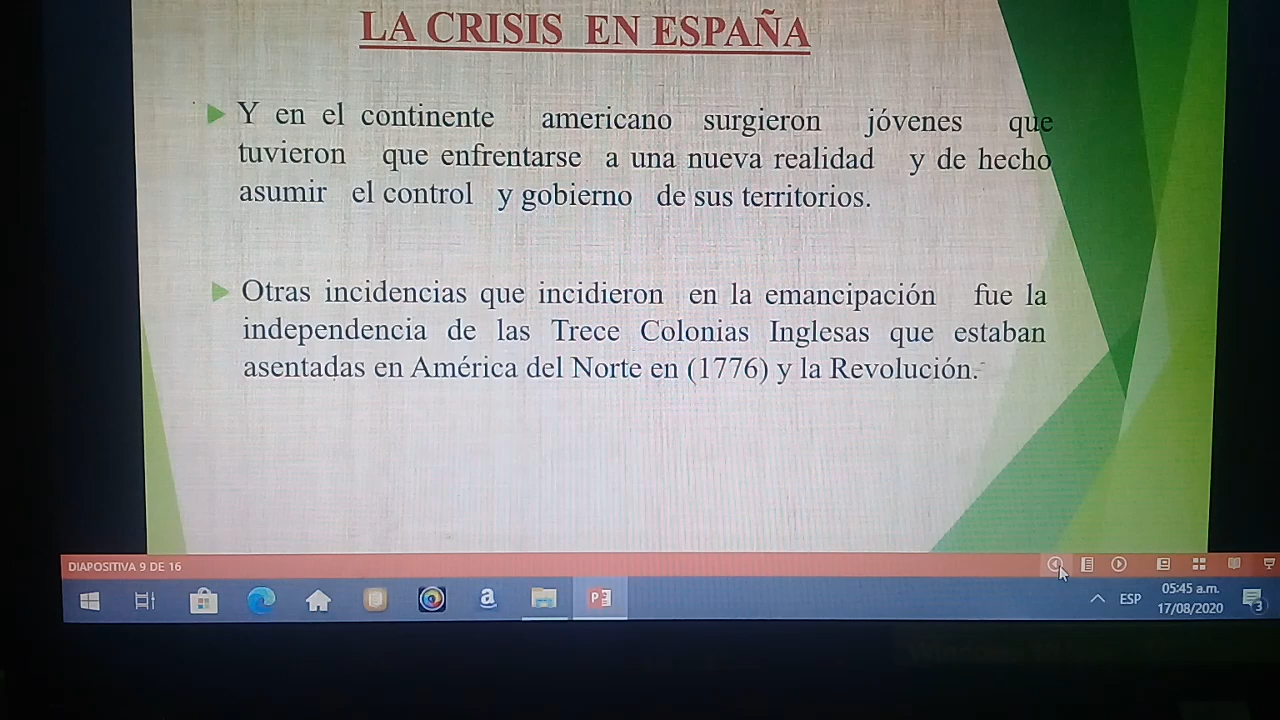 LA CRISIS EN ESPAÑA
Y en el continente americano surgieron jóvenes que
tuvieron que enfrentarse a una nueva realidad y de hecho
asumir el control y gobierno de sus territorios.
Otras incidencias que incidieron en la emancipación fue la
independencia de las Trece Colonias Inglesas que estaban
asentadas en América del Norte en (1776) y la Revolución.
DIAPOSITIVA 9 DE 16
ESP
05:45 a.m.
17/08/2020
3